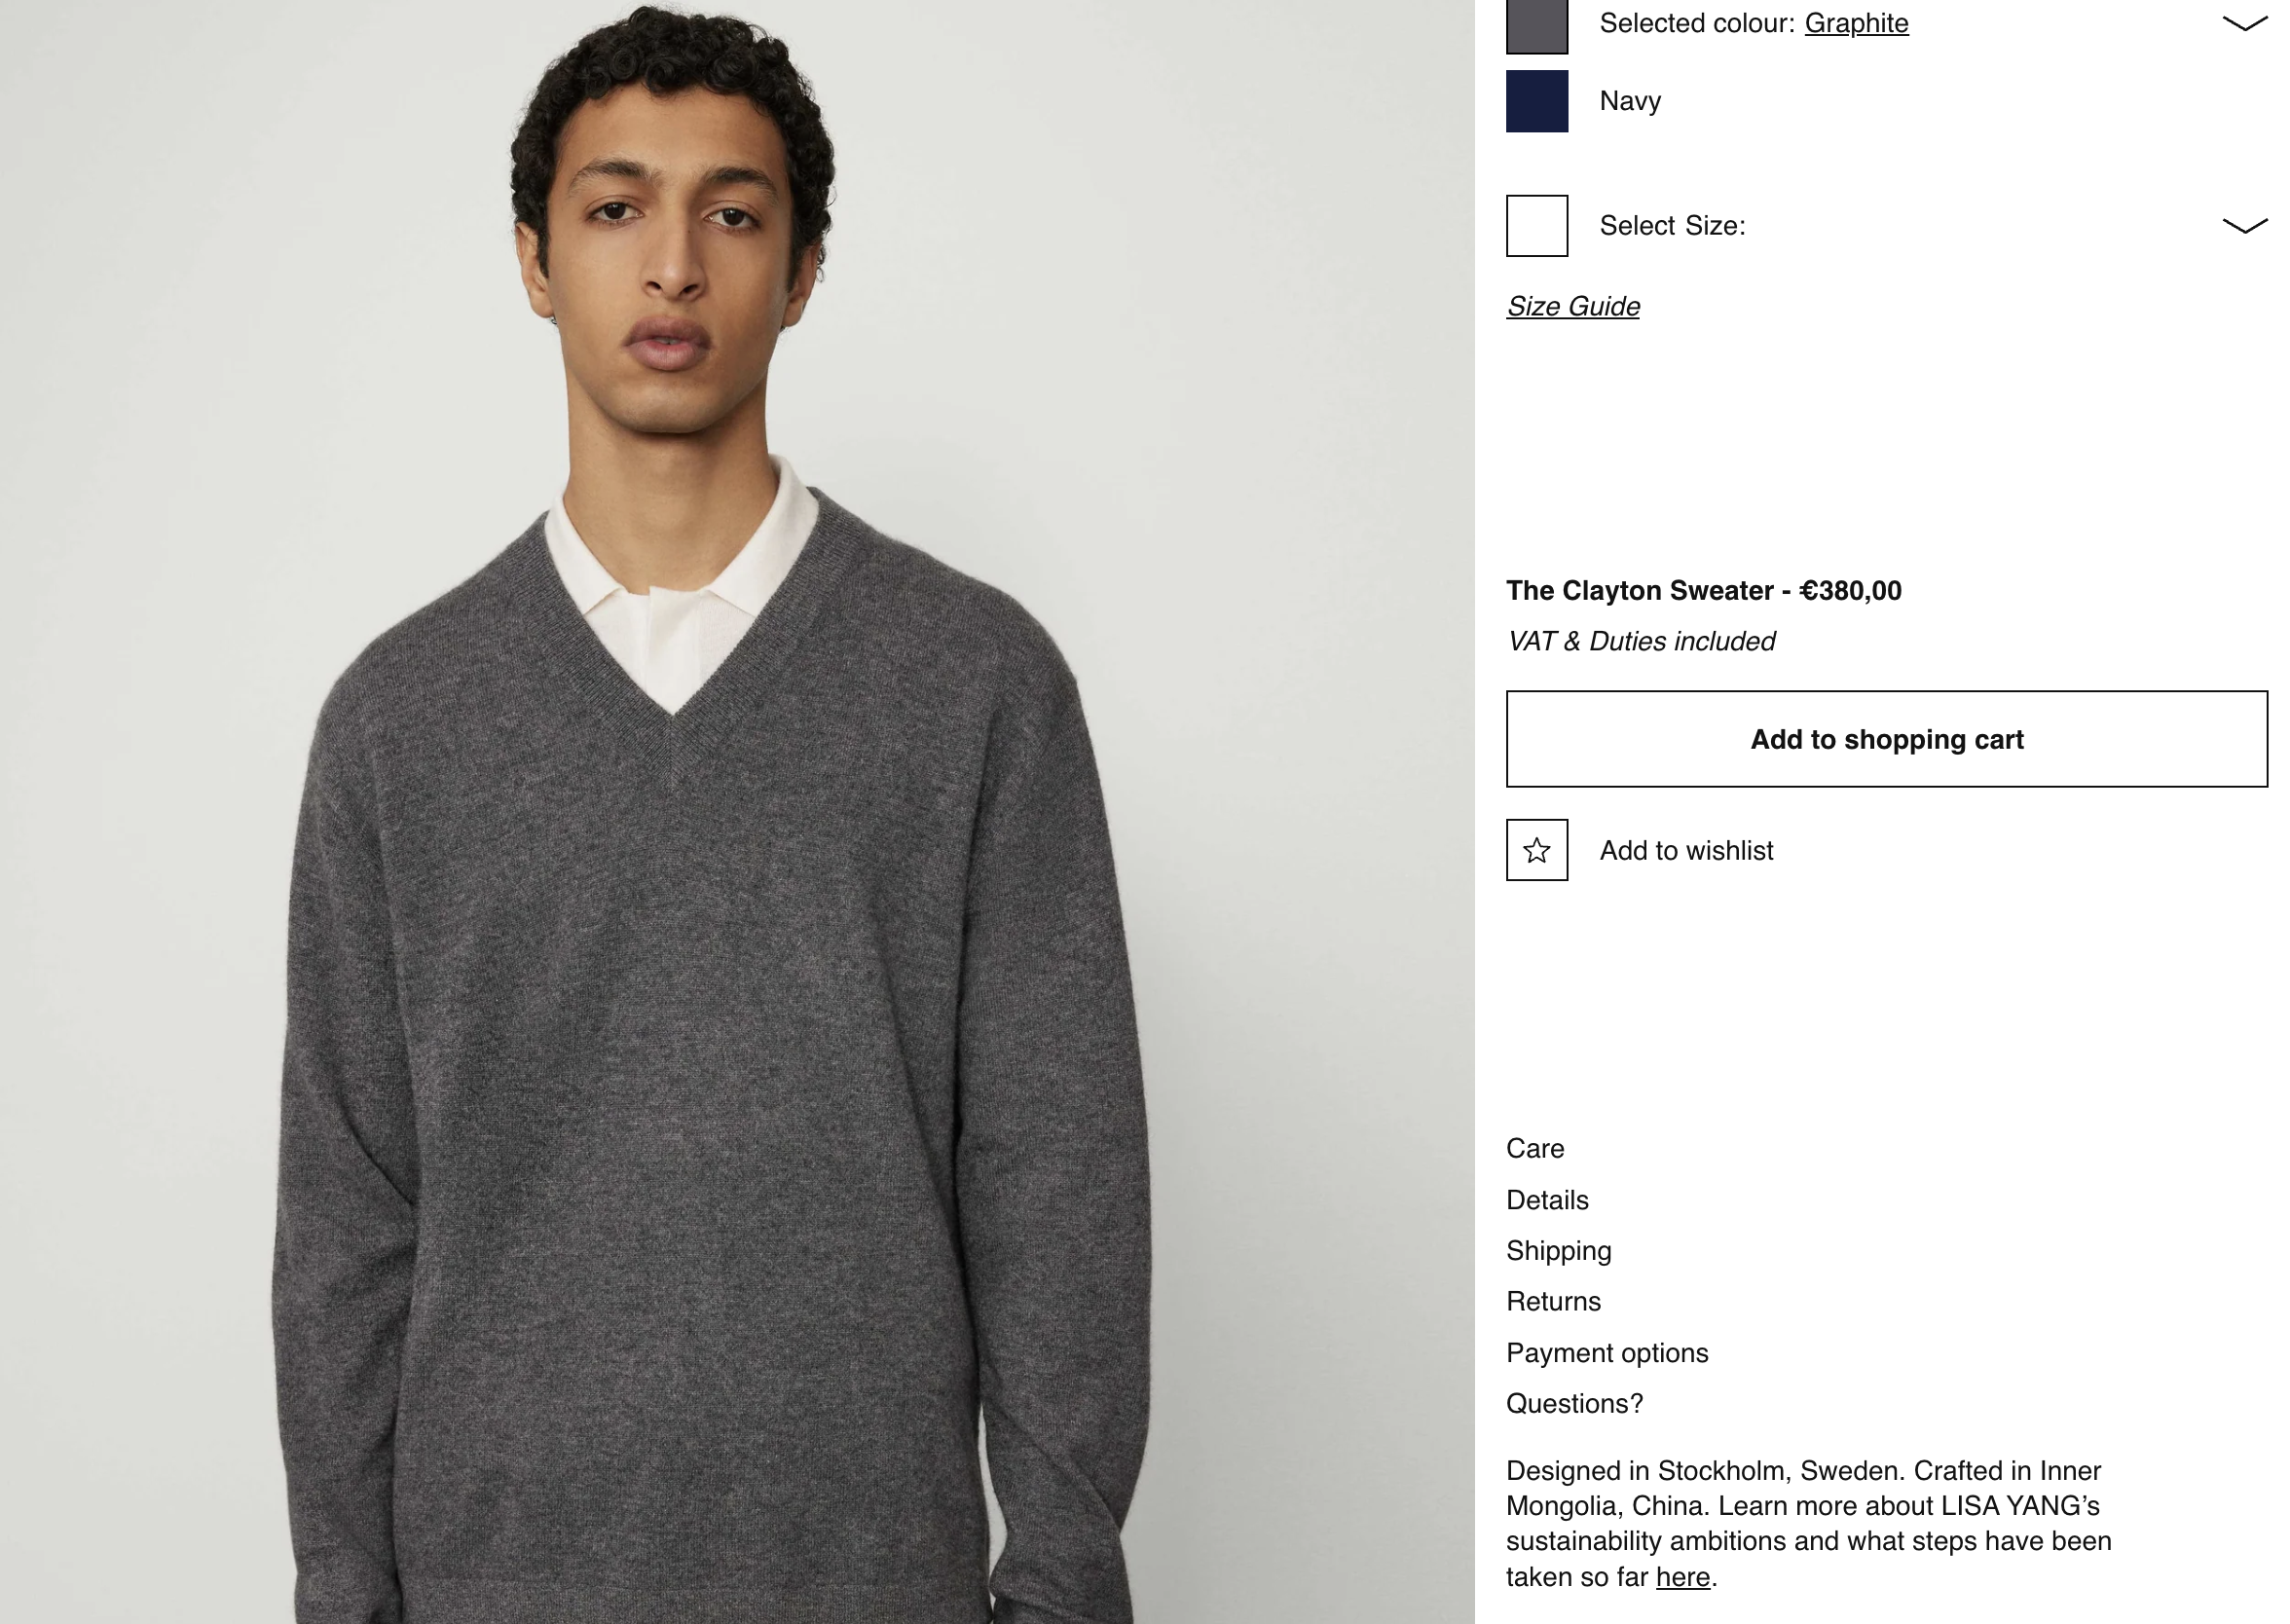 Selected colour: Graphite
Navy
Select Size:
Size Guide
The Clayton Sweater - €380,00
VAT & Duties included
Add to shopping cart
Add to wishlist
Care
Details
Shipping
Returns
Payment options
Questions?
Designed in Stockholm, Sweden. Crafted in Inner
Mongolia, China. Learn more about LISA YANG’s
sustainability ambitions and what steps have been
taken so far here.